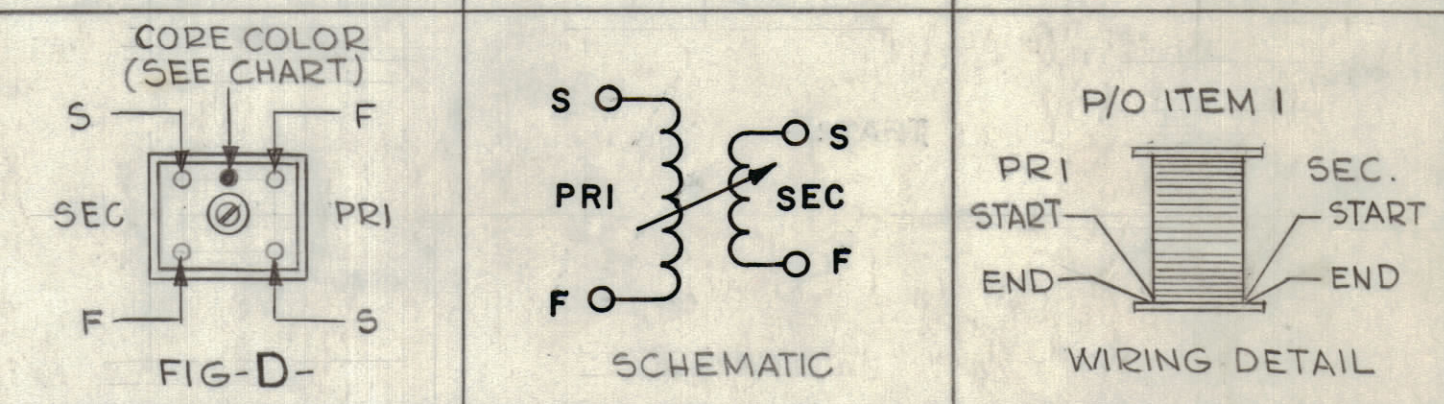 CORE COLOR
(SEE CHART)
S F
SEC PRI
F S
FIG-D-
S
S
PRI SEC
F
F
SCHEMATIC
P/O ITEM 1
PRI SEC.
START START
END END
WIRING DETAIL